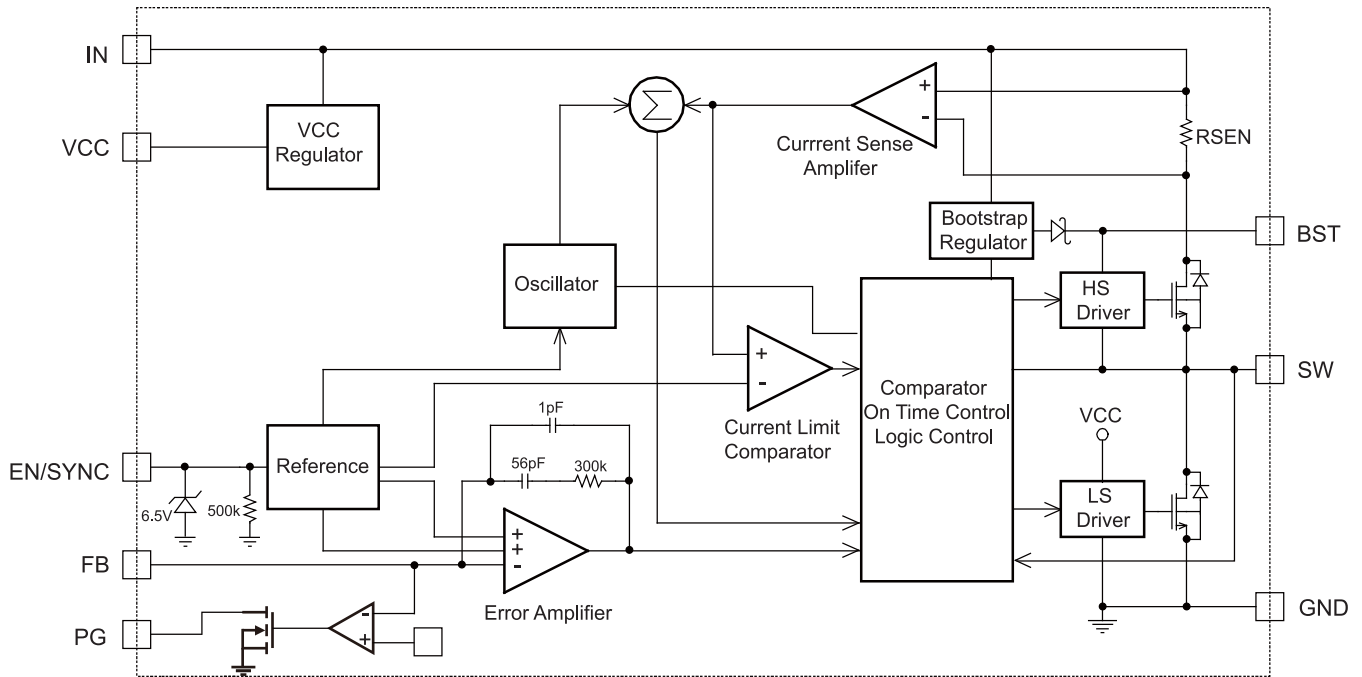 IN
VCC
VCC
Regulator
Σ
+
-
Currrent Sense
Amplifer
RSEN
Bootstrap
Regulator
BST
Oscillator
HS
Driver
+
-
Current Limit
Comparator
Comparator
On Time Control
Logic Control
SW
VCC
1pF
56pF
300k
EN/SYNC
Reference
6.5V
500k
LS
Driver
FB
+
+
-
Error Amplifier
PG
-
+
GND